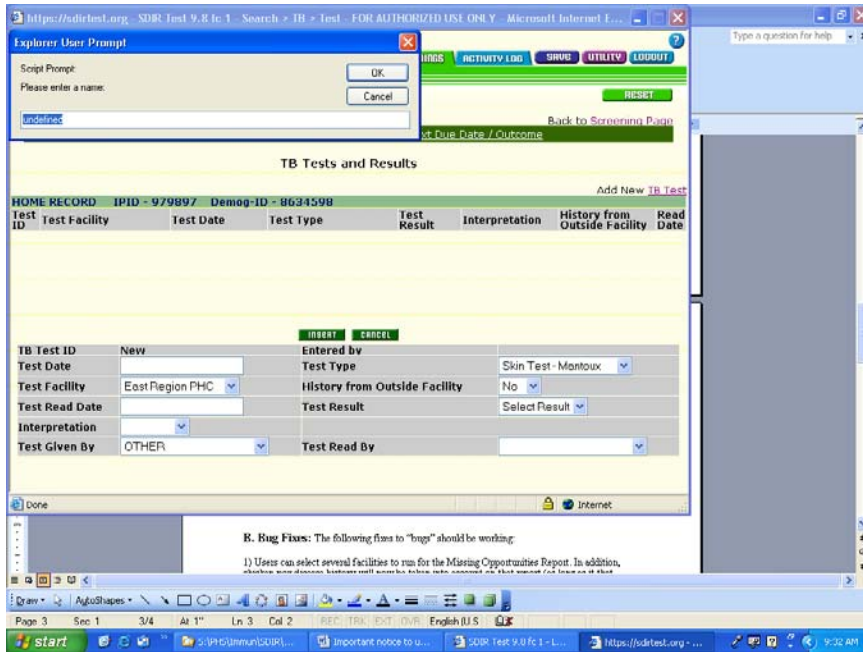 https://sdirtest.org - SDIR Test 9.8 fc 1 - Search > TB > Test - FOR AUTHORIZED USE ONLY - Microsoft Internet E...
Type a question for help
Explorer User Prompt
Script Prompt:
Please enter a name:
OK
Cancel
undefined
ACTIVITY LOG
SAVE
UTILITY
LOGOUT
RESET
Back to Screening Page
Due Date / Outcome
TB Tests and Results
Add New TB Test
HOME RECORD IPID - 979897 Demog-ID - 8634598
Test ID Test Facility Test Date Test Type Test Result Interpretation History from Outside Facility Read Date
INSERT CANCEL
TB Test ID New Entered by
Test Date Test Type Skin Test - Mantoux
Test Facility East Region PHC History from Outside Facility No
Test Read Date Test Result Select Result
Interpretation
Test Given By OTHER Test Read By
Done
Internet
B. Bug Fixes: The following fixes to "bugs" should be working:
1) Users can select several facilities to run for the Missing Opportunities Report. In addition,
Draw AutoShapes
Page 3 Sec 1 3/4 At 1" Ln 3 Col 2 REC TRK EXT OVR English (U.S
start
S:\PHS\Immun\SDIR\...
Important notice to u...
SDIR Test 9.8 fc 1 - L...
https://sdirtest.org - ...
9:32 AM